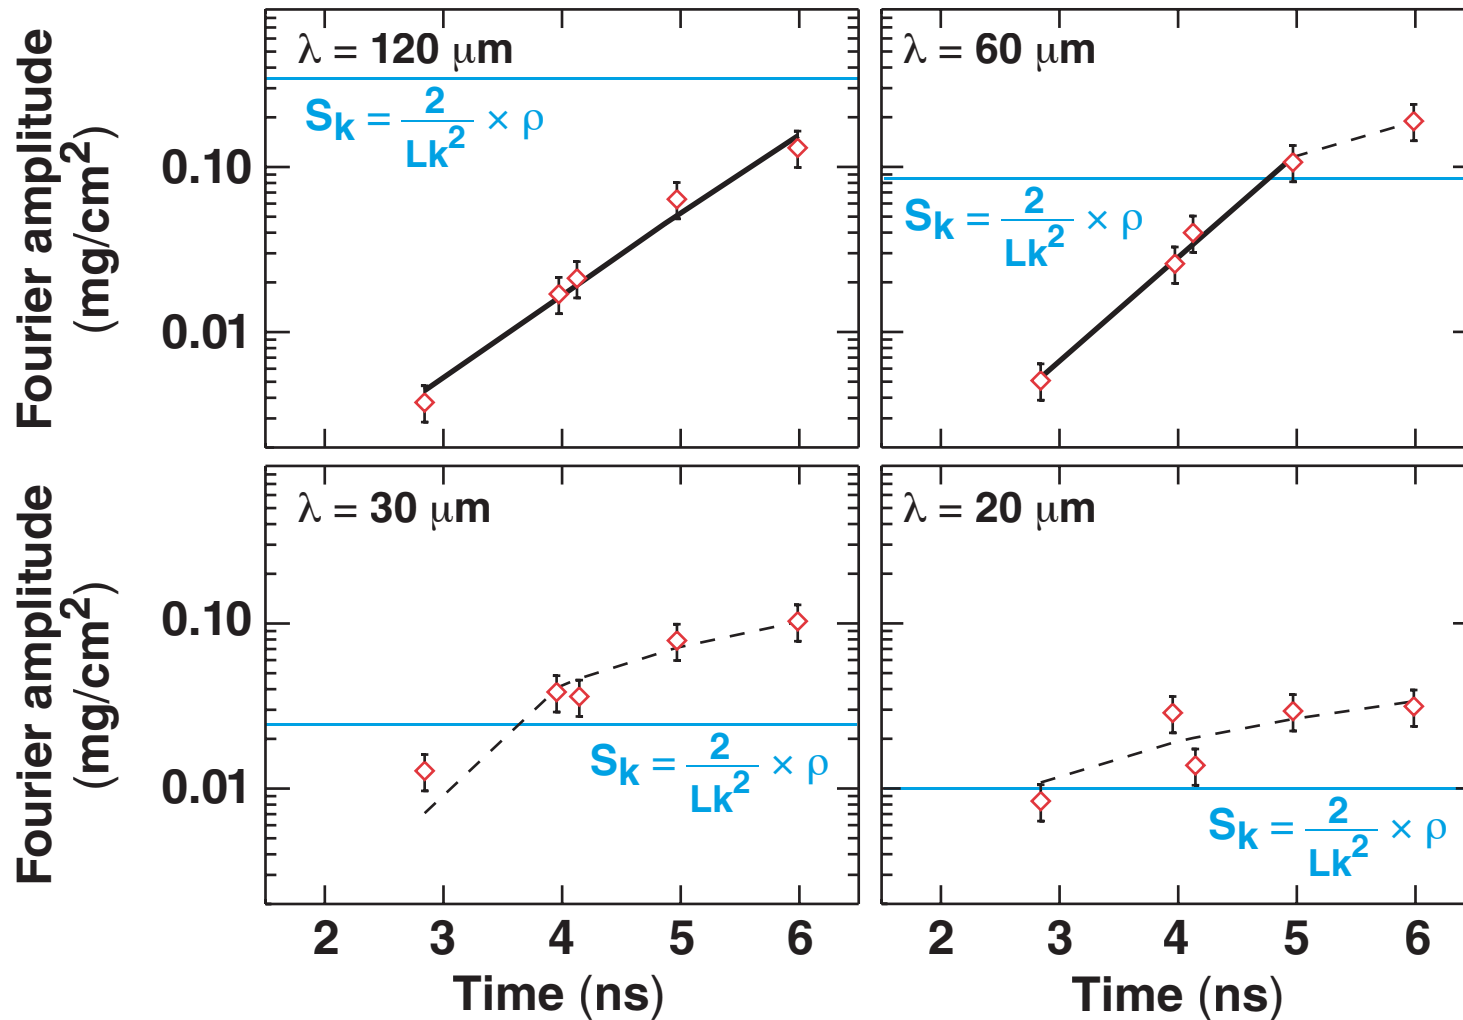 λ = 120 μm
S_k = 2/Lk² × ρ
λ = 60 μm
S_k = 2/Lk² × ρ
Fourier amplitude
(mg/cm²)
0.10
0.01
λ = 30 μm
S_k = 2/Lk² × ρ
λ = 20 μm
S_k = 2/Lk² × ρ
Fourier amplitude
(mg/cm²)
0.10
0.01
2 3 4 5 6
2 3 4 5 6
Time (ns)
Time (ns)